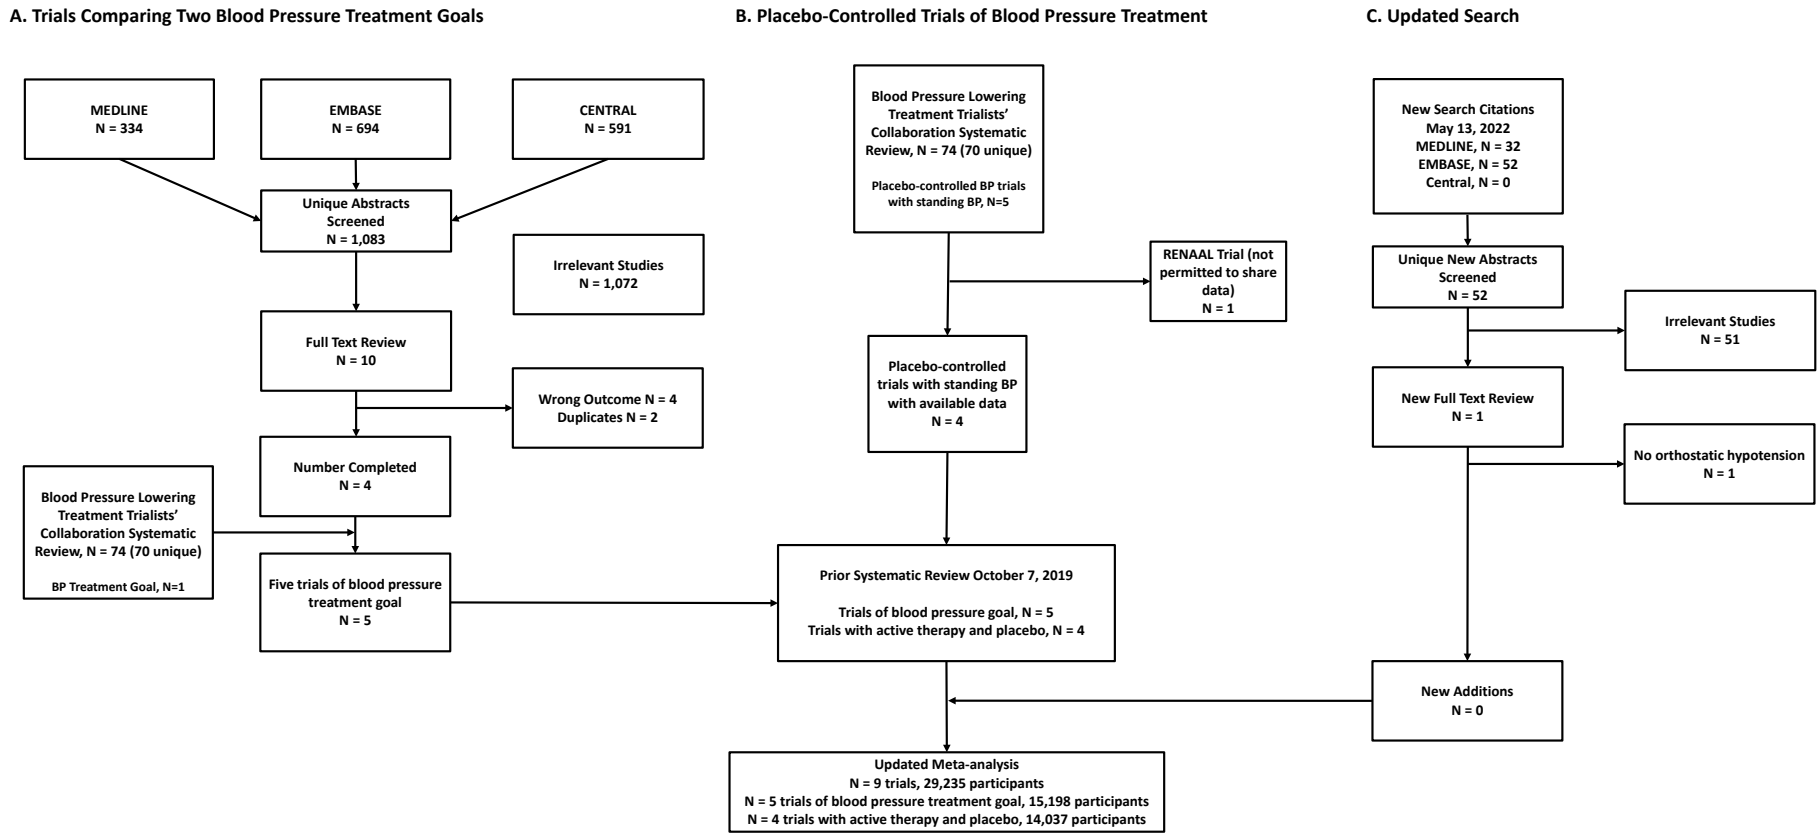 A. Trials Comparing Two Blood Pressure Treatment Goals
MEDLINE
N = 334
EMBASE
N = 694
CENTRAL
N = 591
Unique Abstracts
Screened
N = 1,083
Irrelevant Studies
N = 1,072
Full Text Review
N = 10
Wrong Outcome N = 4
Duplicates N = 2
Number Completed
N = 4
Blood Pressure Lowering
Treatment Trialists’
Collaboration Systematic
Review, N = 74 (70 unique)
BP Treatment Goal, N=1
Five trials of blood pressure
treatment goal
N = 5
B. Placebo-Controlled Trials of Blood Pressure Treatment
Blood Pressure Lowering
Treatment Trialists’
Collaboration Systematic
Review, N = 74 (70 unique)
Placebo-controlled BP trials
with standing BP, N=5
RENAAL Trial (not
permitted to share
data)
N = 1
Placebo-controlled
trials with standing BP
with available data
N = 4
Prior Systematic Review October 7, 2019
Trials of blood pressure goal, N = 5
Trials with active therapy and placebo, N = 4
C. Updated Search
New Search Citations
May 13, 2022
MEDLINE, N = 32
EMBASE, N = 52
Central, N = 0
Unique New Abstracts
Screened
N = 52
Irrelevant Studies
N = 51
New Full Text Review
N = 1
No orthostatic hypotension
N = 1
New Additions
N = 0
Updated Meta-analysis
N = 9 trials, 29,235 participants
N = 5 trials of blood pressure treatment goal, 15,198 participants
N = 4 trials with active therapy and placebo, 14,037 participants